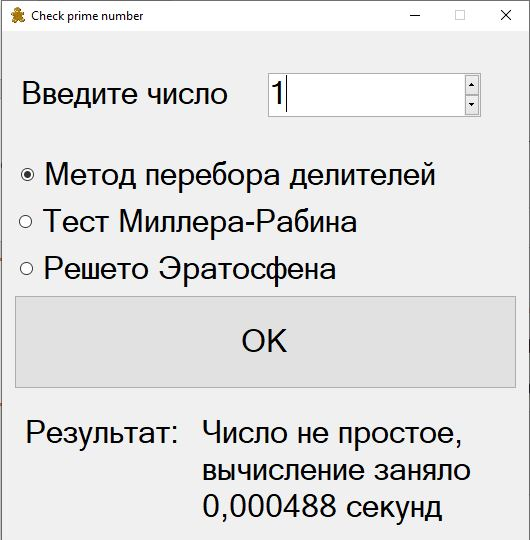 Check prime number
Введите число 1
Метод перебора делителей
Тест Миллера-Рабина
Решето Эратосфена
OK
Результат: Число не простое,
вычисление заняло
0,000488 секунд